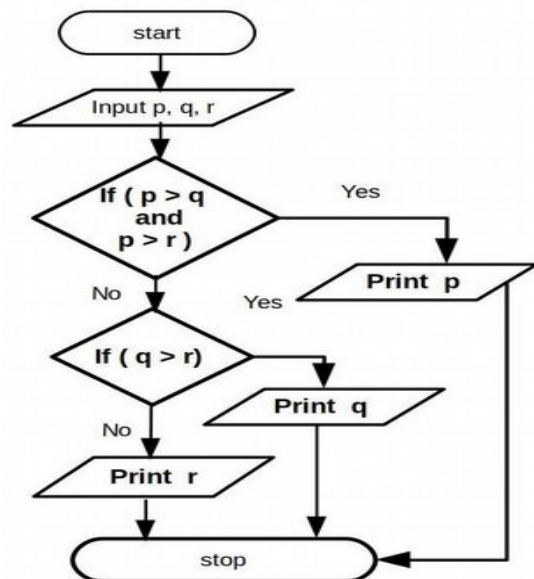 start
Input p, q, r
If ( p > q
and
p > r )
Yes
Print p
No
Yes
If ( q > r)
Print q
No
Print r
stop